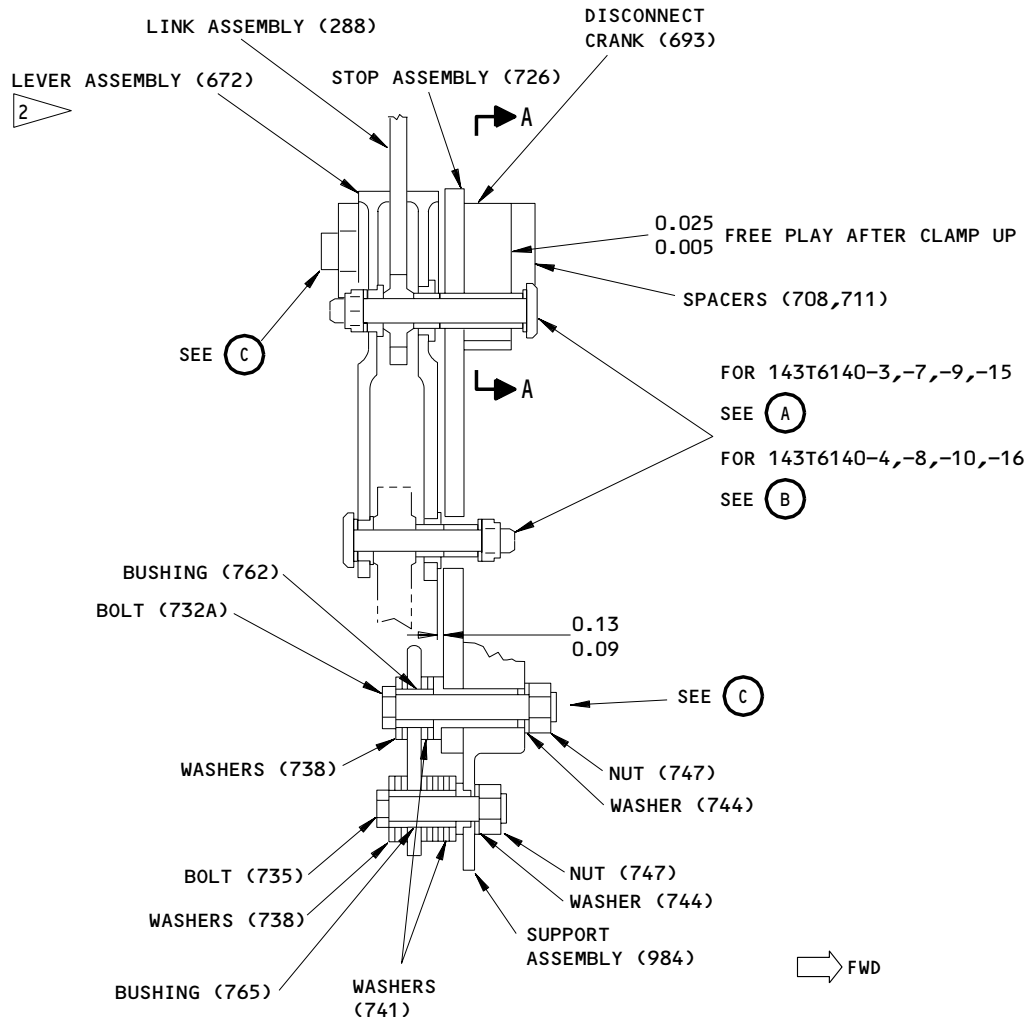 LINK ASSEMBLY (288)
DISCONNECT
CRANK (693)
LEVER ASSEMBLY (672)
2
STOP ASSEMBLY (726)
A
0.025
0.005
FREE PLAY AFTER CLAMP UP
SPACERS (708,711)
SEE C
FOR 143T6140-3,-7,-9,-15
A
SEE A
FOR 143T6140-4,-8,-10,-16
SEE B
BUSHING (762)
BOLT (732A)
0.13
0.09
SEE C
WASHERS (738)
NUT (747)
WASHER (744)
BOLT (735)
NUT (747)
WASHERS (738)
WASHER (744)
SUPPORT
ASSEMBLY (984)
FWD
BUSHING (765)
WASHERS
(741)